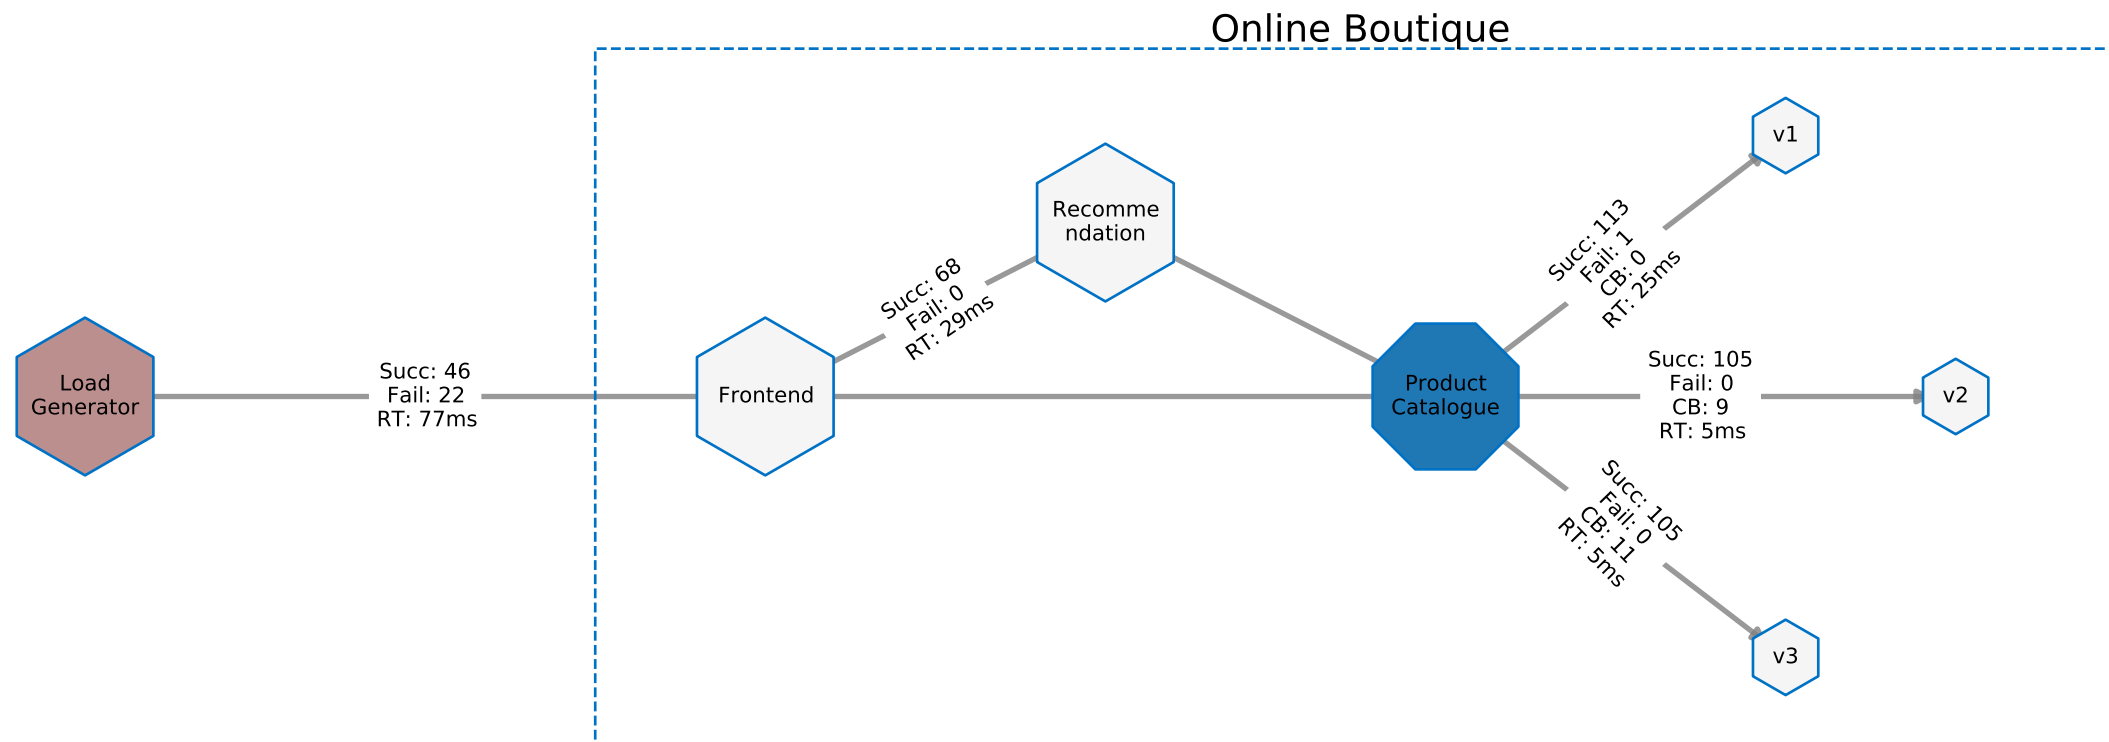 Online Boutique
Load
Generator
Succ: 46
Fail: 22
RT: 77ms
Frontend
Succ: 68
Fail: 0
RT: 29ms
Recomme
ndation
Product
Catalogue
Succ: 113
Fail: 1
CB: 0
RT: 25ms
v1
Succ: 105
Fail: 0
CB: 9
RT: 5ms
v2
Succ: 105
Fail: 0
CB: 11
RT: 5ms
v3